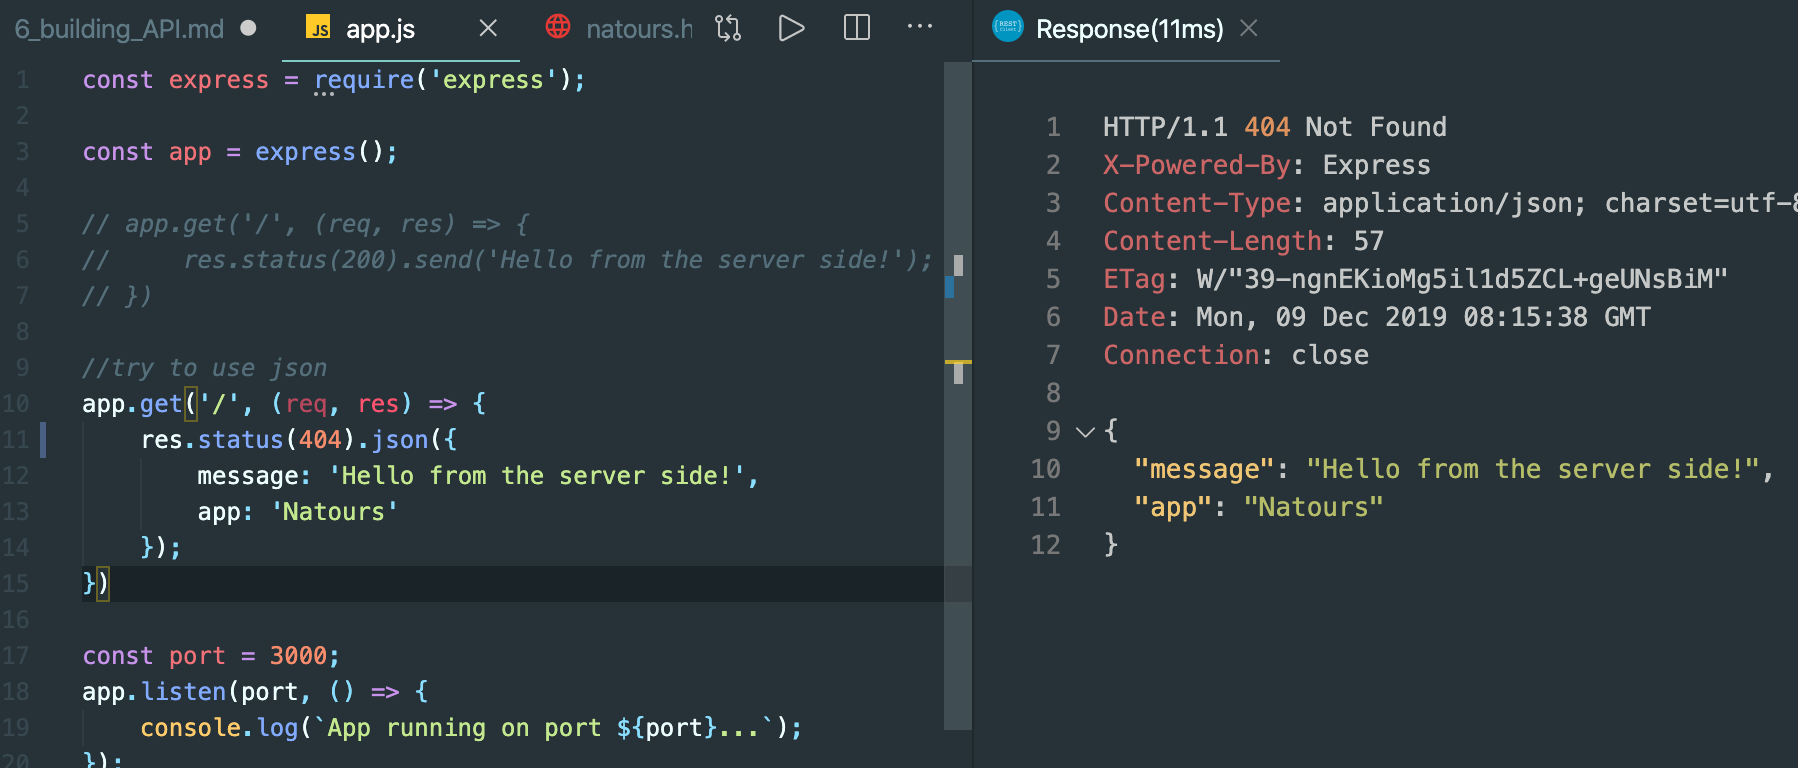 6_building_API.md
JS app.js
natours.h
1 const express = require('express');
2
3 const app = express();
4
5 // app.get('/', (req, res) => {
6 //     res.status(200).send('Hello from the server side!');
7 // })
8
9 //try to use json
10 app.get('/', (req, res) => {
11     res.status(404).json({
12         message: 'Hello from the server side!',
13         app: 'Natours'
14     });
15 })
16
17 const port = 3000;
18 app.listen(port, () => {
19     console.log(`App running on port ${port}...`);
20 });
{REST} Client
Response(11ms)
1 HTTP/1.1 404 Not Found
2 X-Powered-By: Express
3 Content-Type: application/json; charset=utf-8
4 Content-Length: 57
5 ETag: W/"39-ngnEKioMg5il1d5ZCL+geUNsBiM"
6 Date: Mon, 09 Dec 2019 08:15:38 GMT
7 Connection: close
8
9 {
10   "message": "Hello from the server side!",
11   "app": "Natours"
12 }